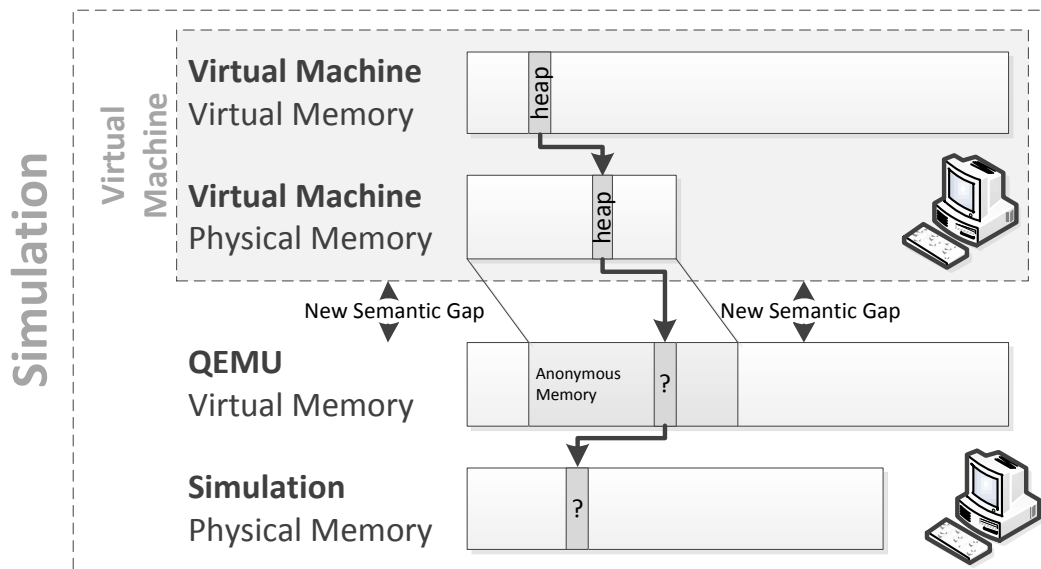 Simulation
Virtual
Machine
Virtual Machine
Virtual Memory
heap
Virtual Machine
Physical Memory
heap
New Semantic Gap
New Semantic Gap
QEMU
Virtual Memory
Anonymous
Memory
?
Simulation
Physical Memory
?